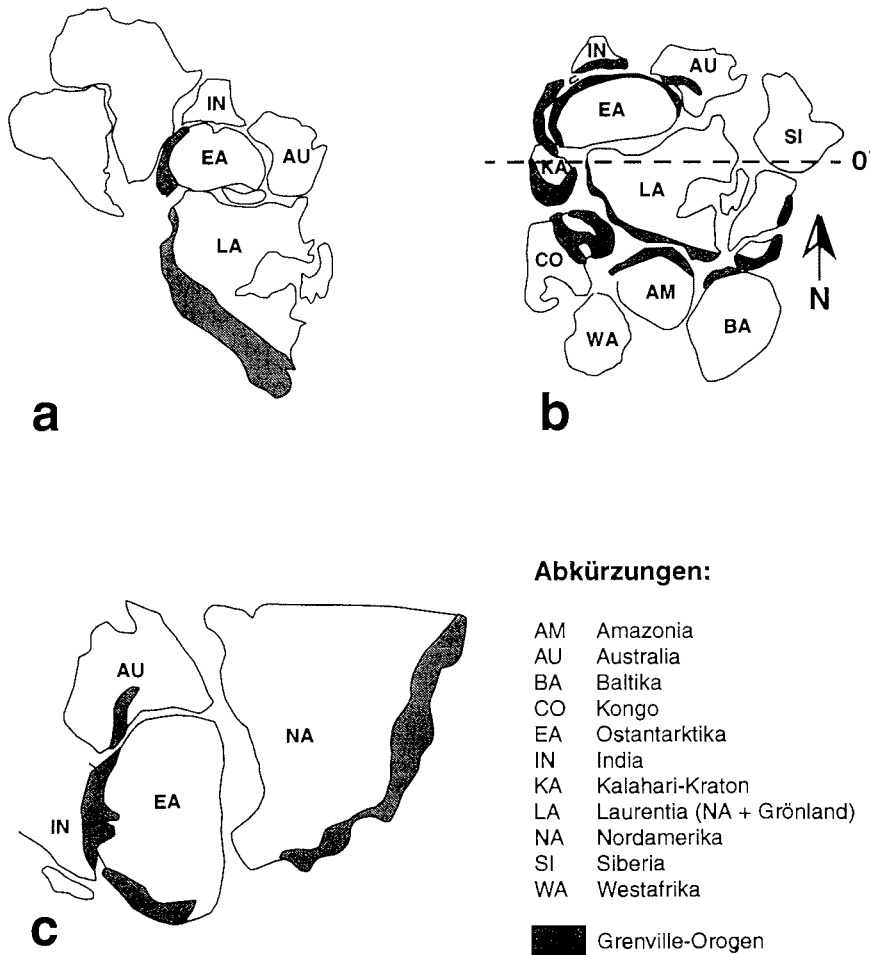 IN
EA
AU
LA
a
IN
AU
EA
SI
KA
0°
LA
CO
AM
WA
BA
N
b
AU
NA
EA
IN
c
Abkürzungen:
AM Amazonia
AU Australia
BA Baltika
CO Kongo
EA Ostantarktika
IN India
KA Kalahari-Kraton
LA Laurentia (NA + Grönland)
NA Nordamerika
SI Siberia
WA Westafrika
Grenville-Orogen